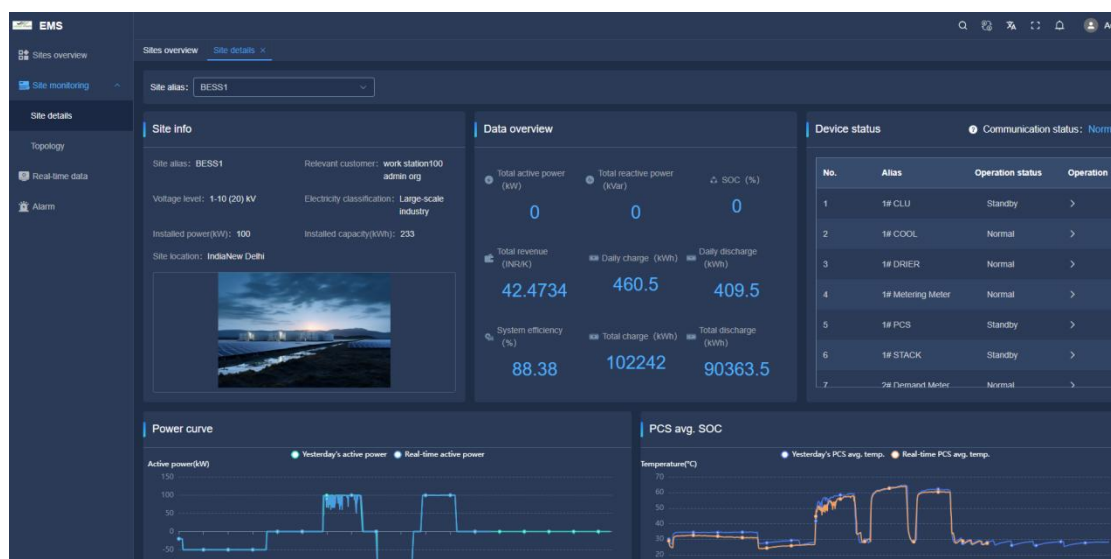 EMS
Sites overview
Site monitoring
Site details
Topology
Real-time data
Alarm
Sites overview Site details ×
Site alias: BESS1
Site info
Site alias: BESS1
Relevant customer: work station100
admin org
Voltage level: 1-10 (20) kV
Electricity classification: Large-scale
industry
Installed power(kW): 100
Installed capacity(kWh): 233
Site location: IndiaNew Delhi
Data overview
Total active power
(kW)
0
Total reactive power
(kVar)
0
SOC (%)
0
Total revenue
(INR/K)
42.4734
Daily charge (kWh)
460.5
Daily discharge
(kWh)
409.5
System efficiency
(%)
88.38
Total charge (kWh)
102242
Total discharge
(kWh)
90363.5
Device status
Communication status: Norm
No. Alias Operation status Operation
1 1# CLU Standby >
2 1# COOL Normal >
3 1# DRIER Normal >
4 1# Metering Meter Normal >
5 1# PCS Standby >
6 1# STACK Standby >
7 2# Demand Meter Normal >
Power curve
Yesterday's active power Real-time active power
Active power(kW)
150
100
50
0
-50
PCS avg. SOC
Yesterday's PCS avg. temp. Real-time PCS avg. temp.
Temperature(°C)
70
60
50
40
30
20